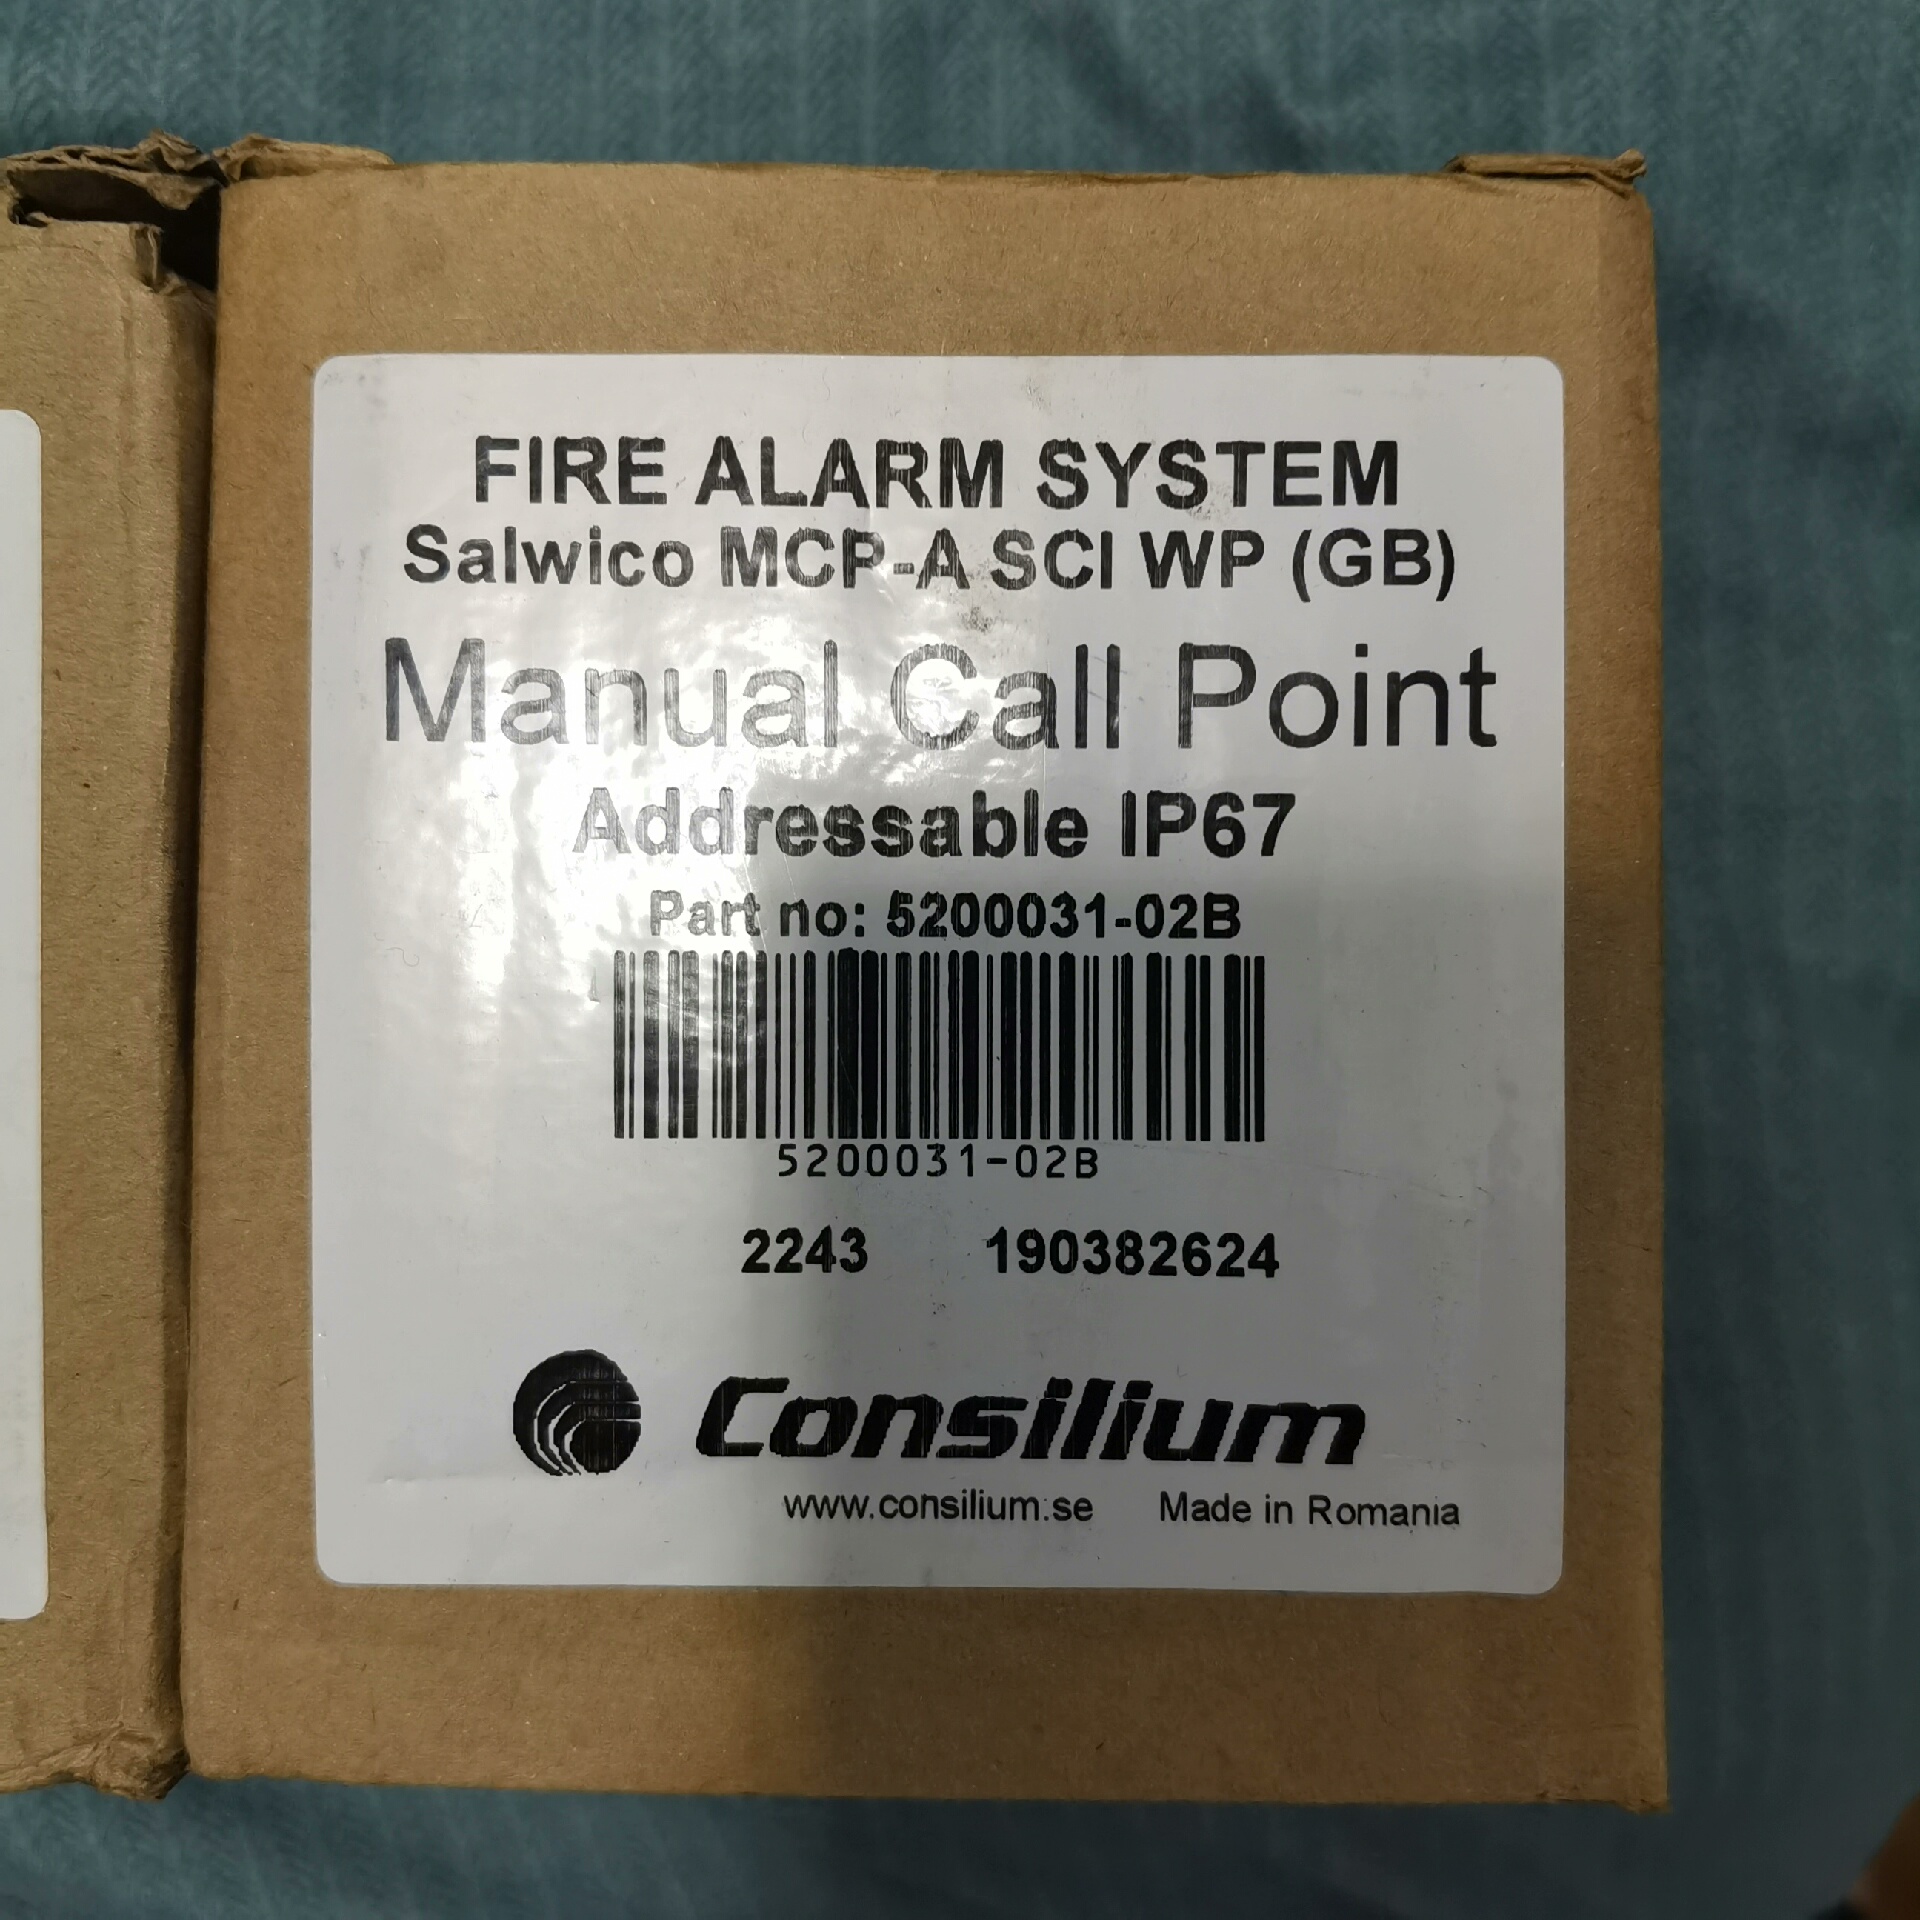 FIRE ALARM SYSTEM
Salwico MCP-A SCI WP (GB)
Manual Call Point
Addressable IP67
Part no: 5200031-02B
5200031-02B
2243 190382624
Consilium
www.consilium.se Made in Romania